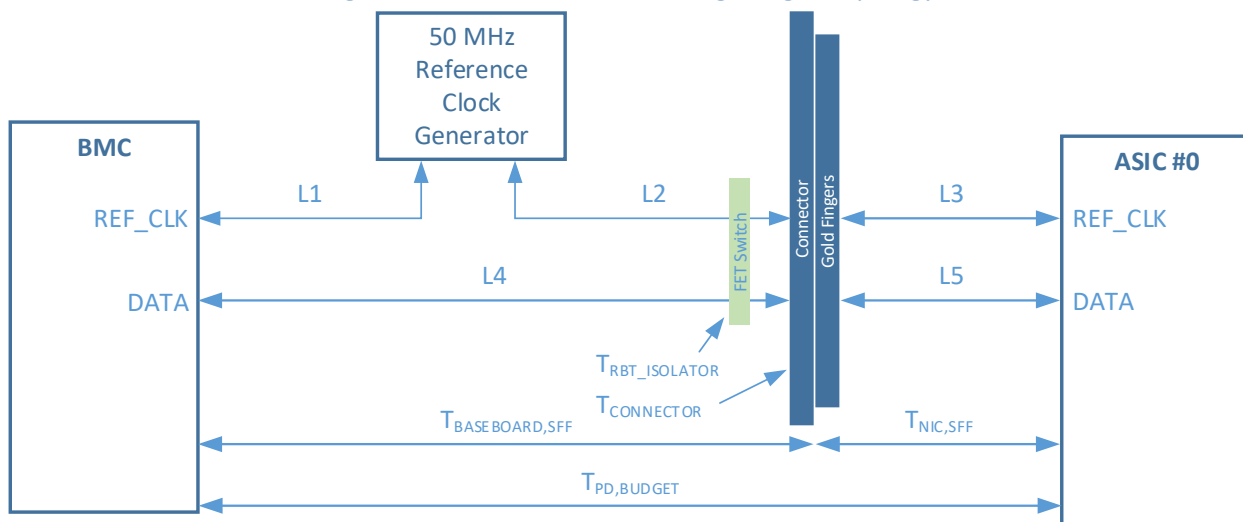 50 MHz
Reference
Clock
Generator
BMC
ASIC #0
L1
L2
L3
REF_CLK
REF_CLK
L4
L5
DATA
DATA
FET Switch
Connector
Gold Fingers
TRBT_ISOLATOR
TCONNECTOR
TBASEBOARD,SFF
TNIC,SFF
TPD,BUDGET